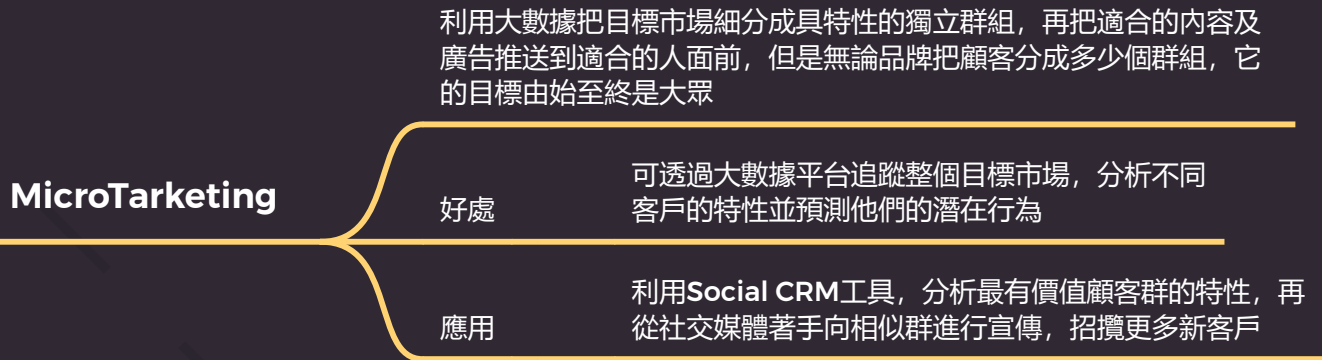 利用大數據把目標市場細分成具特性的獨立群組，再把適合的內容及
廣告推送到適合的人面前，但是無論品牌把顧客分成多少個群組，它
的目標由始至終是大眾
MicroTarketing
好處
可透過大數據平台追蹤整個目標市場，分析不同
客戶的特性並預測他們的潛在行為
應用
利用Social CRM工具，分析最有價值顧客群的特性，再
從社交媒體著手向相似群進行宣傳，招攬更多新客戶